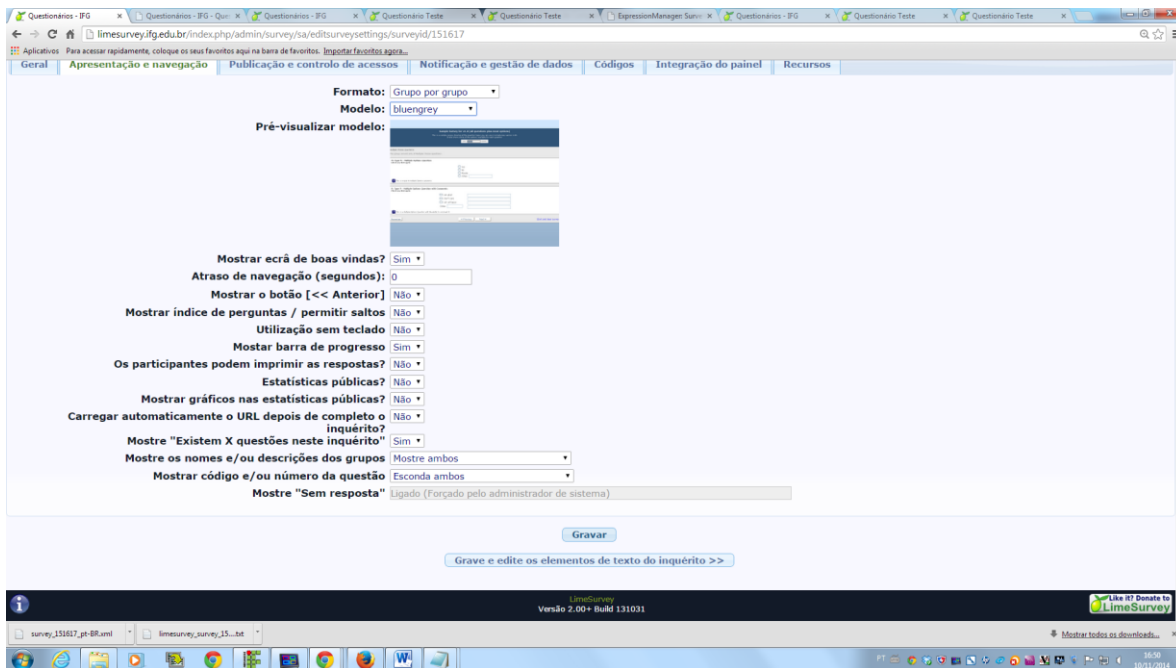 Questionários - IFG
Questionários - IFG - Que
Questionários - IFG
Questionário Teste
Questionário Teste
ExpressionManagen Surve
Questionários - IFG
Questionário Teste
Questionário Teste
limesurvey.ifg.edu.br/index.php/admin/survey/sa/editsurveysettings/surveyid/151617
Aplicativos Para acessar rapidamente, coloque os seus favoritos aqui na barra de favoritos. Importar favoritos agora...
Geral Apresentação e navegação Publicação e controlo de acessos Notificação e gestão de dados Códigos Integração do painel Recursos
Formato: Grupo por grupo
Modelo: bluengrey
Pré-visualizar modelo:
Mostrar ecrã de boas vindas? Sim
Atraso de navegação (segundos): 0
Mostrar o botão [<< Anterior] Não
Mostrar índice de perguntas / permitir saltos Não
Utilização sem teclado Não
Mostar barra de progresso Sim
Os participantes podem imprimir as respostas? Não
Estatísticas públicas? Não
Mostrar gráficos nas estatísticas públicas? Não
Carregar automaticamente o URL depois de completo o Não
inquérito?
Mostre "Existem X questões neste inquérito" Sim
Mostre os nomes e/ou descrições dos grupos Mostre ambos
Mostrar código e/ou número da questão Esconda ambos
Mostre "Sem resposta" Ligado (Forçado pelo administrador de sistema)
Gravar
Grave e edite os elementos de texto do inquérito >>
LimeSurvey
Versão 2.00+ Build 131031
Like it? Donate to
LimeSurvey
survey_151617_pt-BR.xml
limesurvey_survey_15....txt
Mostrar todos os downloads...
PT
16:50
10/11/2014